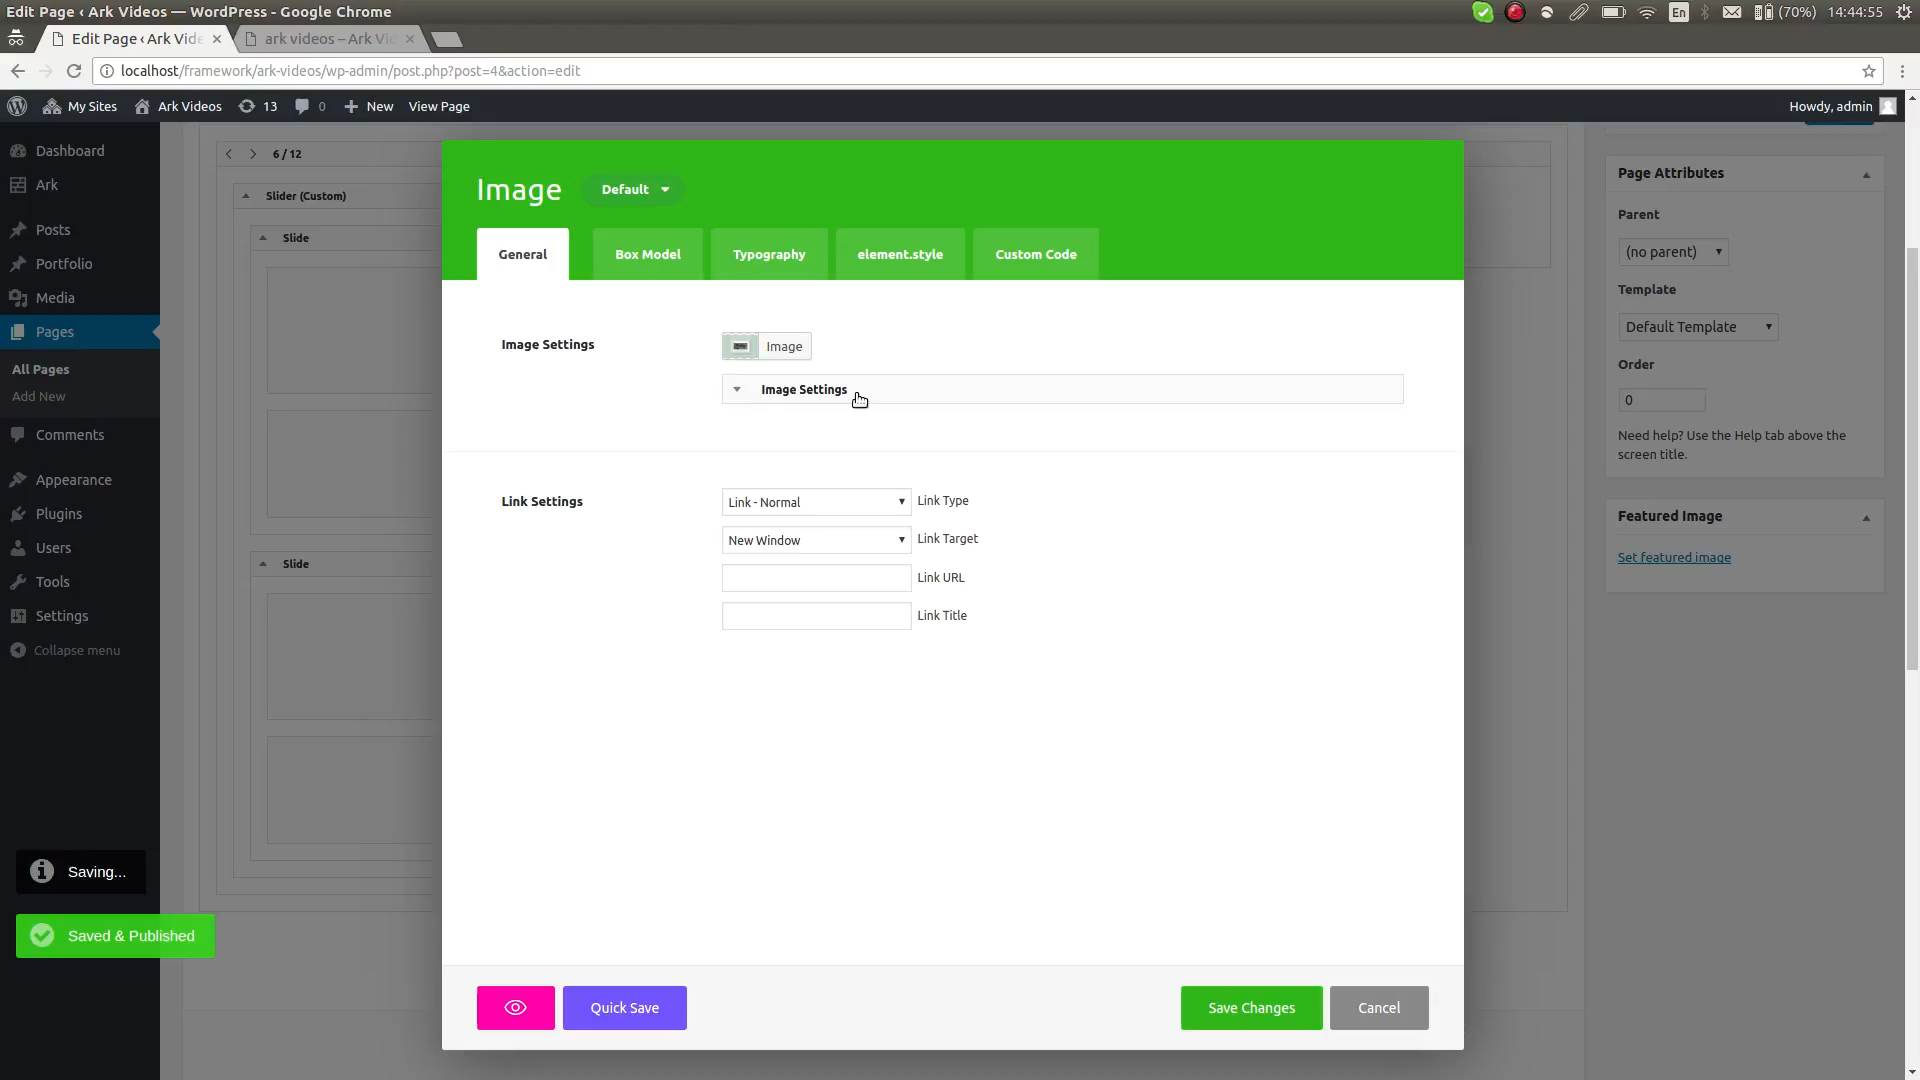 Edit Page ‹ Ark Videos — WordPress - Google Chrome
En
(70%)
14:44:55
Edit Page ‹ Ark Vide
ark videos – Ark Vi
localhost/framework/ark-videos/wp-admin/post.php?post=4&action=edit
My Sites
Ark Videos
13
0
New
View Page
Howdy, admin
Dashboard
Ark
Posts
Portfolio
Media
Pages
All Pages
Add New
Comments
Appearance
Plugins
Users
Tools
Settings
Collapse menu
Saving...
Saved & Published
6 / 12
Slider (Custom)
Slide
Slide
Image
Default
General
Box Model
Typography
element.style
Custom Code
Image Settings
Image
Image Settings
Link Settings
Link - Normal
Link Type
New Window
Link Target
Link URL
Link Title
Quick Save
Save Changes
Cancel
Page Attributes
Parent
(no parent)
Template
Default Template
Order
0
Need help? Use the Help tab above the
screen title.
Featured Image
Set featured image